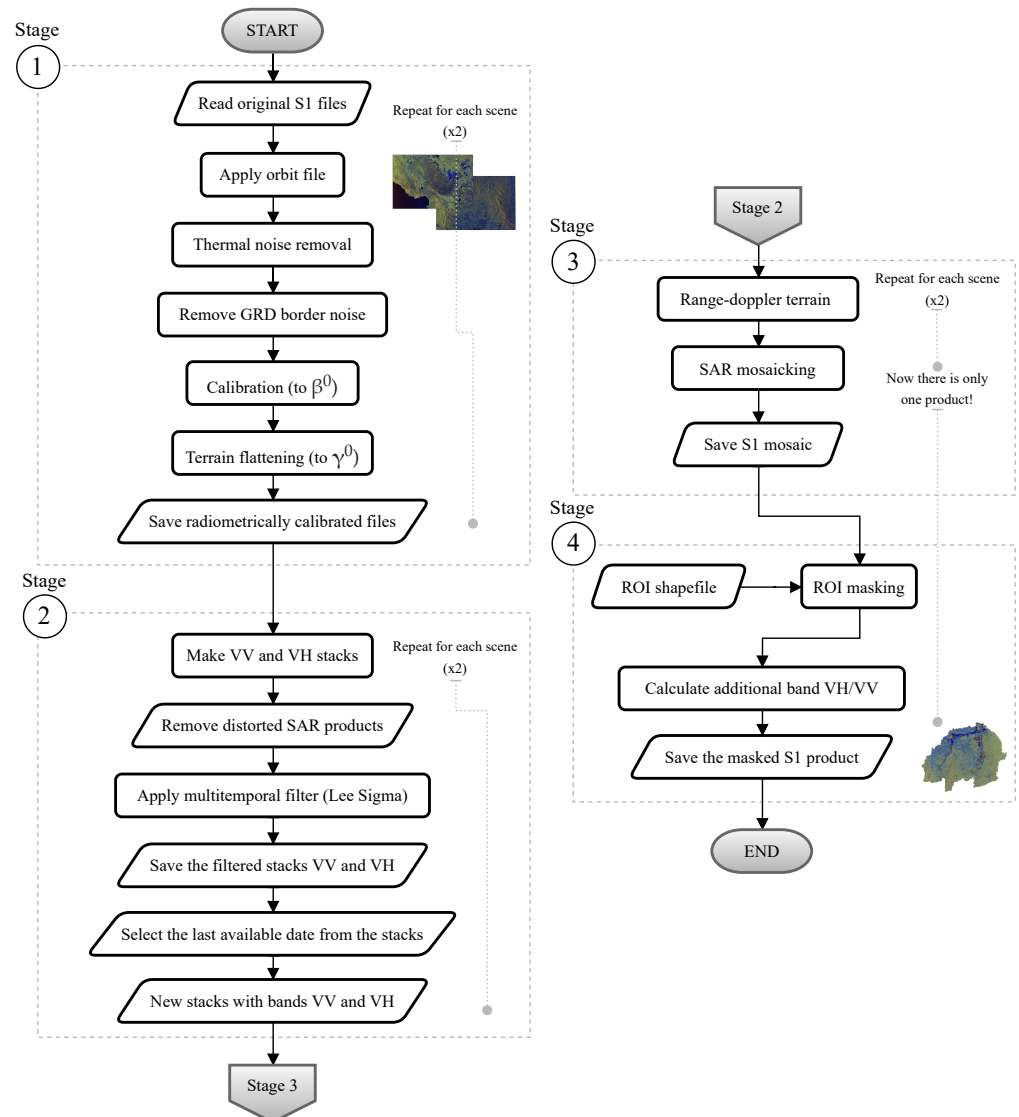 START
Stage
1
Read original S1 files
Repeat for each scene
(x2)
Apply orbit file
Thermal noise removal
Remove GRD border noise
Calibration (to β⁰)
Terrain flattening (to γ⁰)
Save radiometrically calibrated files
Stage
2
Make VV and VH stacks
Repeat for each scene
(x2)
Remove distorted SAR products
Apply multitemporal filter (Lee Sigma)
Save the filtered stacks VV and VH
Select the last available date from the stacks
New stacks with bands VV and VH
Stage 3
Stage 2
Stage
3
Range-doppler terrain
Repeat for each scene
(x2)
SAR mosaicking
Now there is only
one product!
Save S1 mosaic
Stage
4
ROI shapefile
ROI masking
Calculate additional band VH/VV
Save the masked S1 product
END